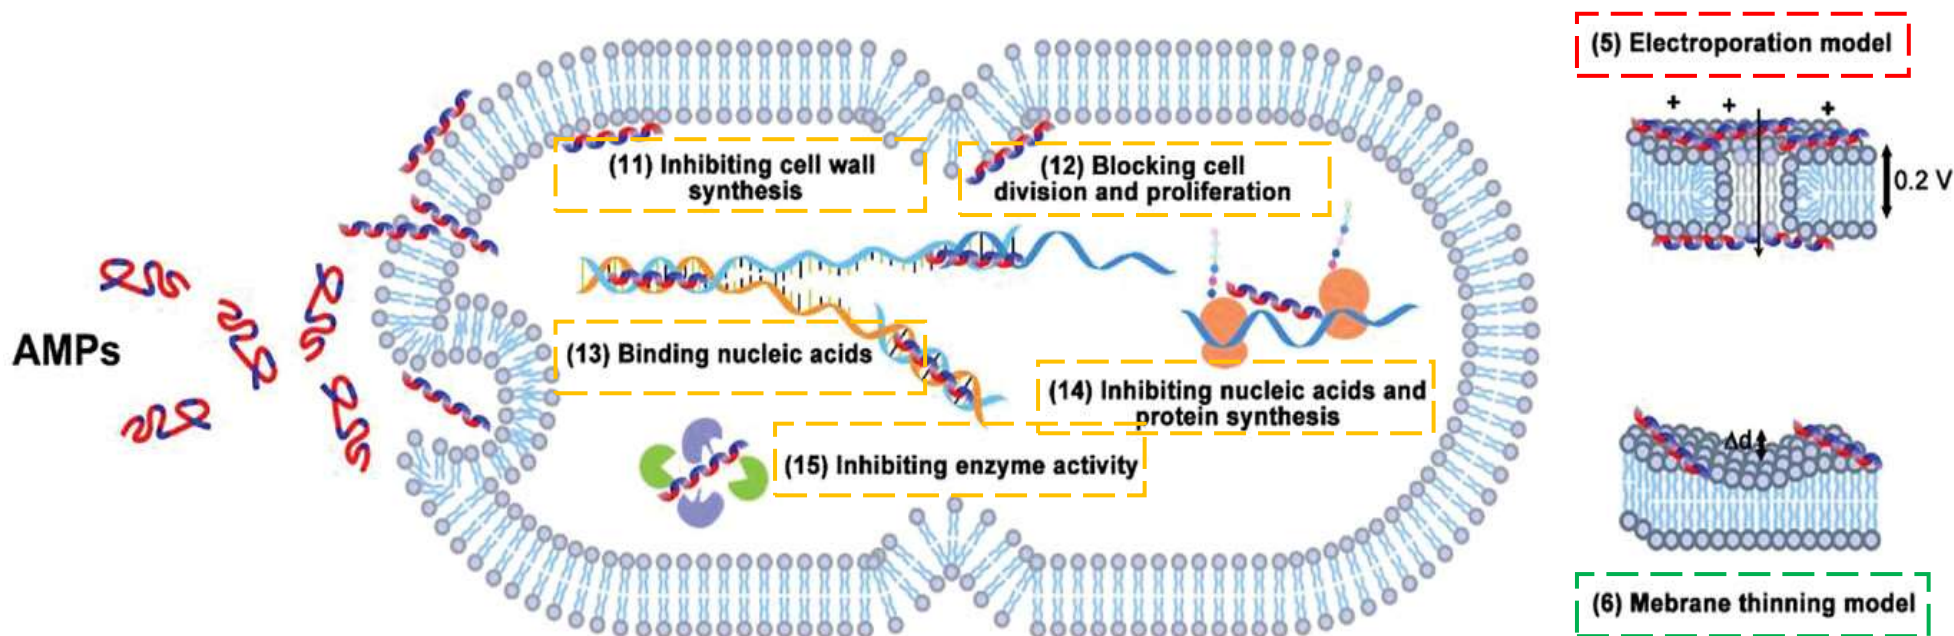 (5) Electroporation model
+ + +
0.2 V
(11) Inhibiting cell wall
synthesis
(12) Blocking cell
division and proliferation
AMPs
(13) Binding nucleic acids
(14) Inhibiting nucleic acids and
protein synthesis
(15) Inhibiting enzyme activity
Δd
(6) Mebrane thinning model